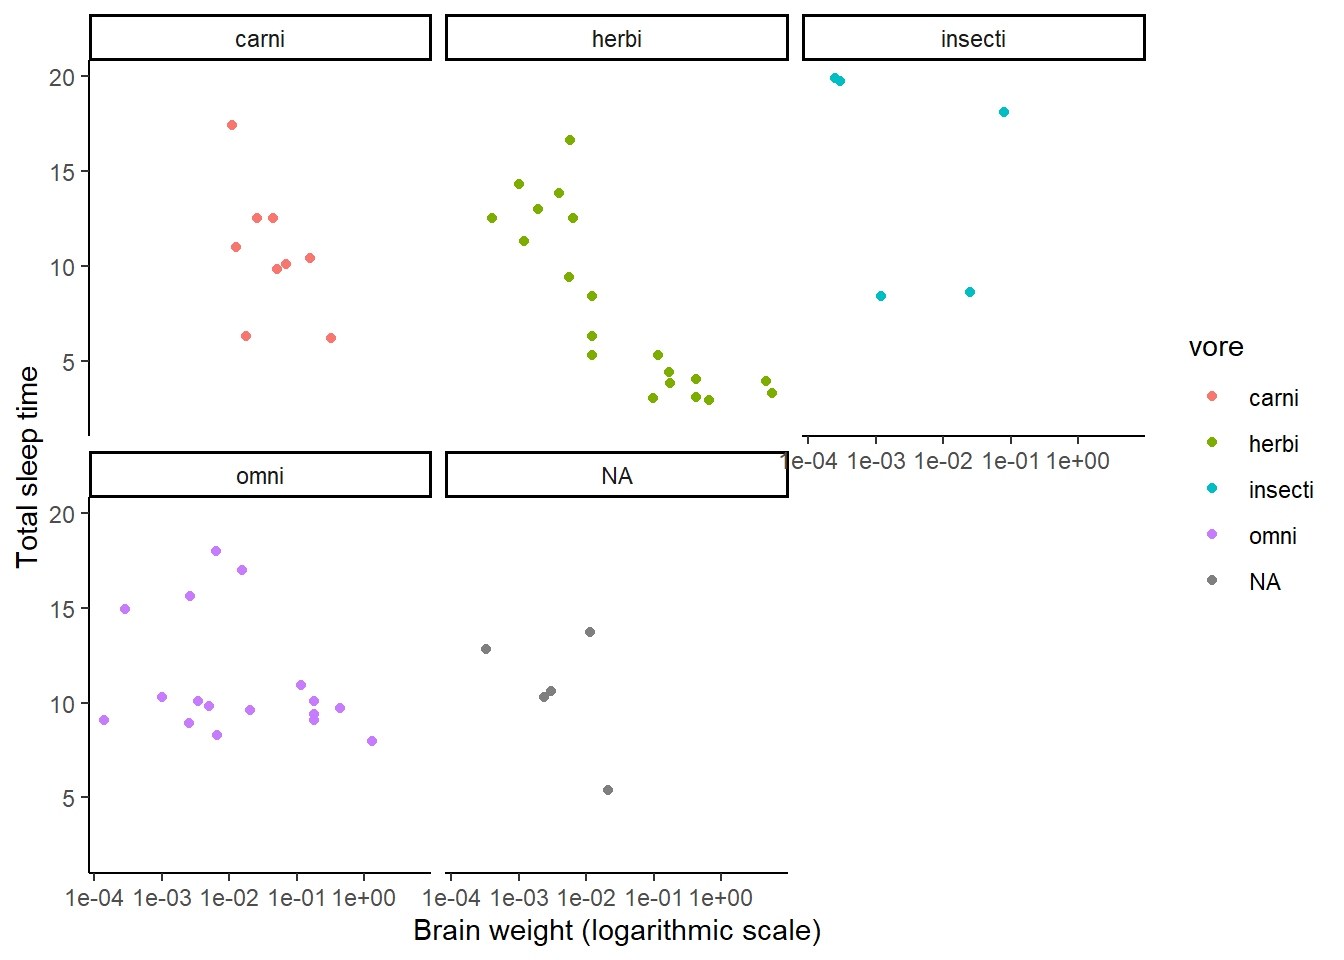 carni herbi insecti
20
15
10
5
1e-04 1e-03 1e-02 1e-01 1e+00
omni NA
20
15
10
5
1e-04 1e-03 1e-02 1e-01 1e+00 1e-04 1e-03 1e-02 1e-01 1e+00
Brain weight (logarithmic scale)
Total sleep time
vore
carni
herbi
insecti
omni
NA